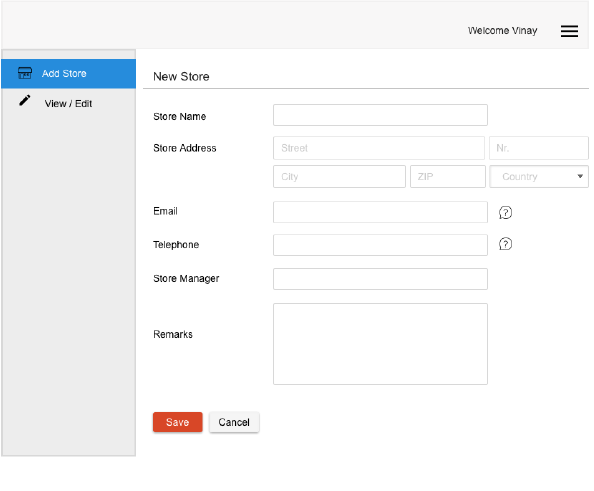 Welcome Vinay
Add Store
View / Edit
New Store
Store Name
Store Address
Street
Nr.
City
ZIP
Country
Email
?
Telephone
?
Store Manager
Remarks
Save
Cancel